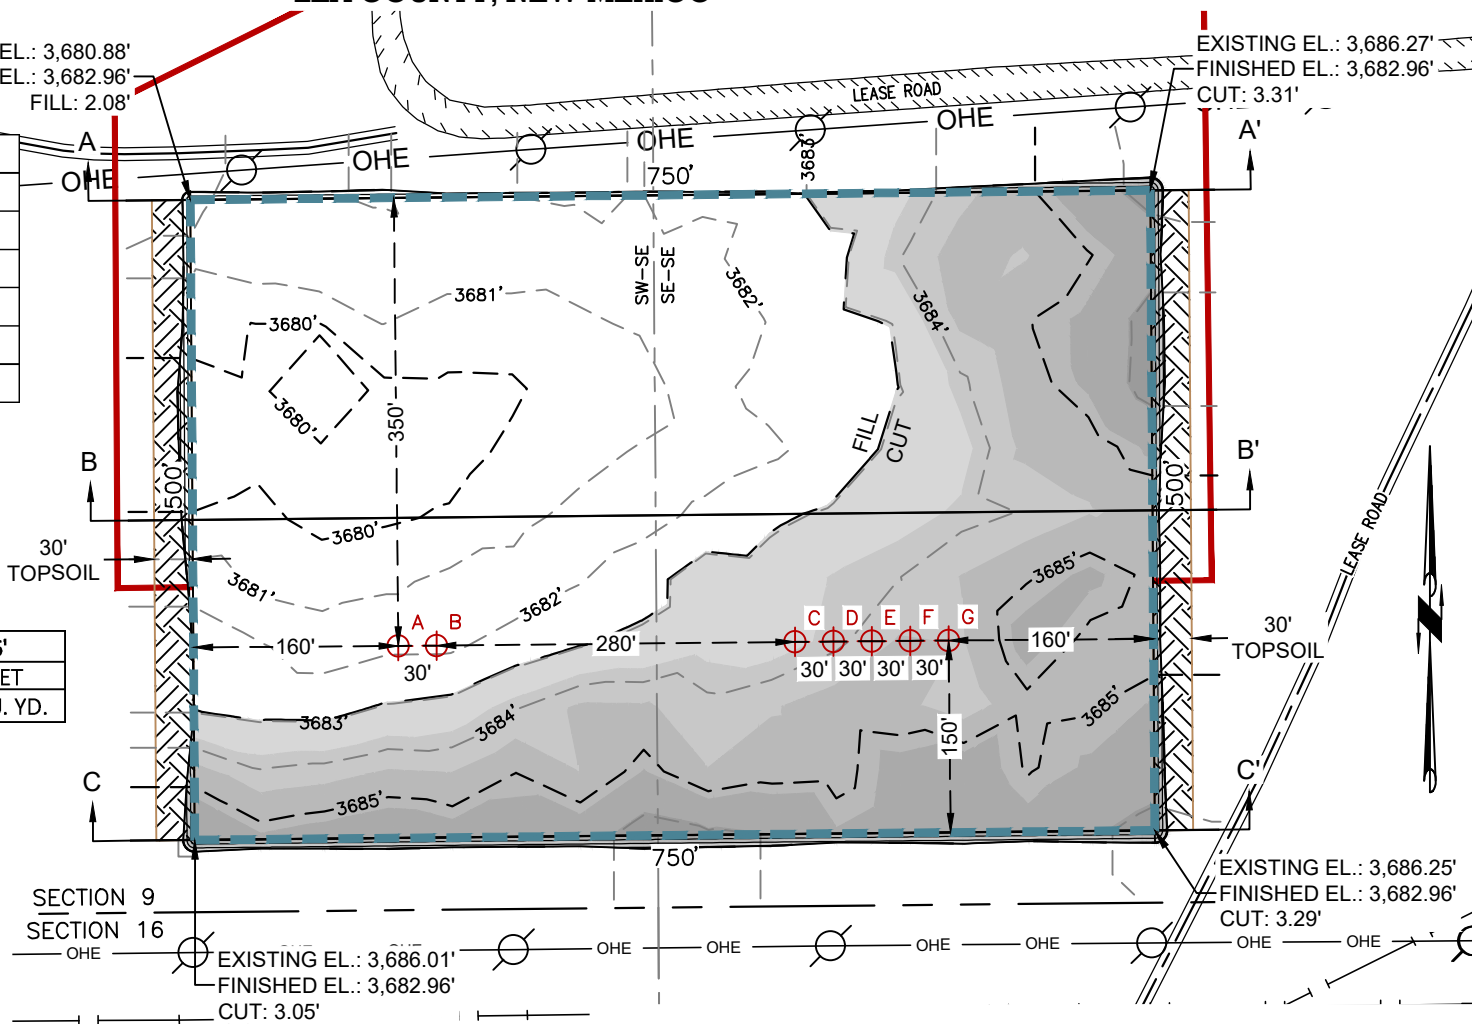 EL.: 3,680.88'
EL.: 3,682.96'
FILL: 2.08'
EXISTING EL.: 3,686.27'
FINISHED EL.: 3,682.96'
CUT: 3.31'
LEASE ROAD
A
A'
OHE
OHE
OHE
OHE
750'
3683'
SW-SE
SE-SE
3681'
3682'
3684'
3680'
3680'
350'
FILL
CUT
B
B'
500'
500'
3680'
30'
TOPSOIL
3681'
3682'
3685'
LEASE ROAD
A
B
C
D
E
F
G
160'
280'
160'
30'
30'
30'
30'
30'
30'
TOPSOIL
ET
YD.
3683'
3684'
3685'
150'
3685'
C
C'
750'
EXISTING EL.: 3,686.25'
FINISHED EL.: 3,682.96'
CUT: 3.29'
SECTION 9
SECTION 16
OHE
OHE
OHE
OHE
OHE
OHE
EXISTING EL.: 3,686.01'
FINISHED EL.: 3,682.96'
CUT: 3.05'